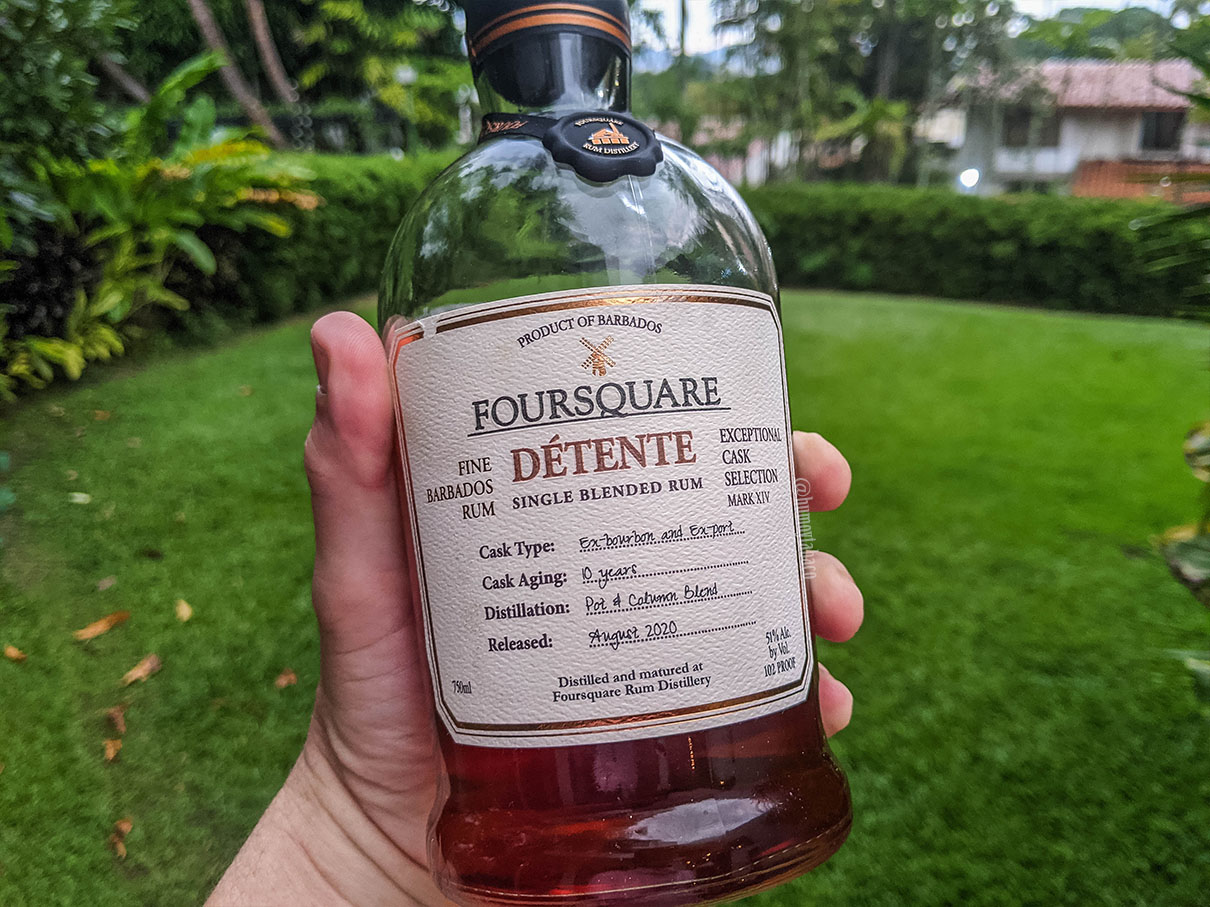 FOURSQUARE
RUM DISTILLERY
PRODUCT OF BARBADOS
FOURSQUARE
DÉTENTE
SINGLE BLENDED RUM
FINE
BARBADOS
RUM
EXCEPTIONAL
CASK
SELECTION
MARK XIV
Cask Type: Ex-bourbon and Ex-port
Cask Aging: 10 years
Distillation: Pot & Column Blend
Released: August 2020
750ml
Distilled and matured at
Foursquare Rum Distillery
51% Alc.
by Vol.
102 PROOF